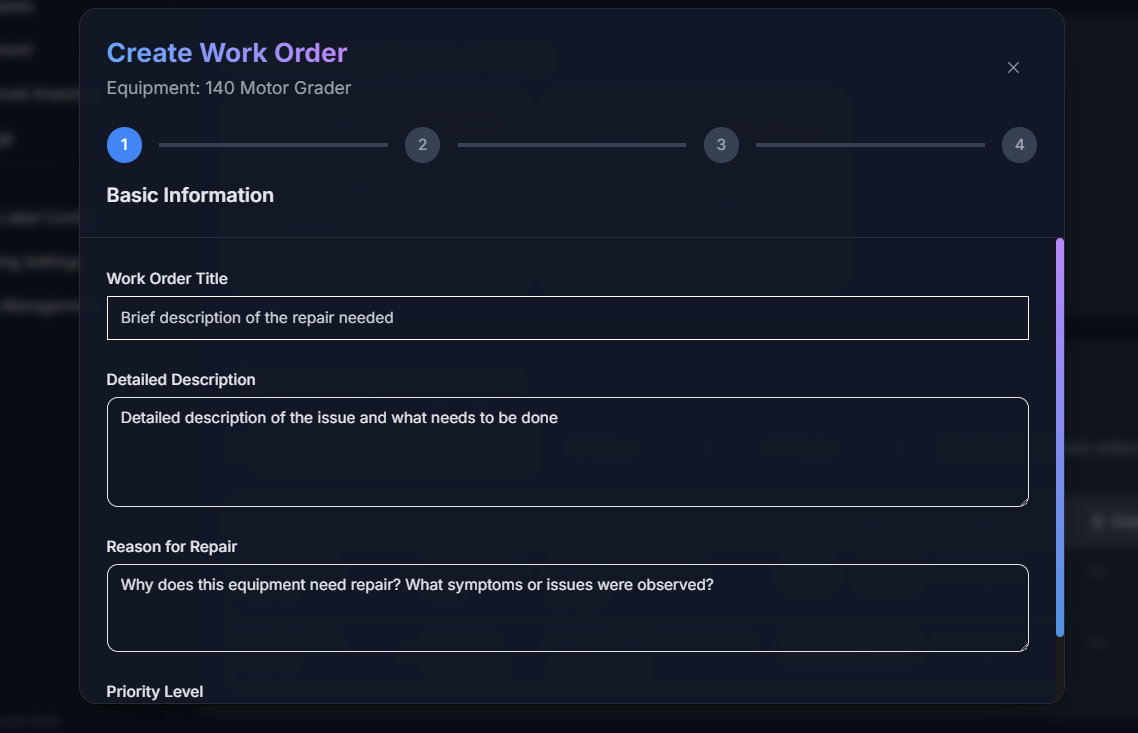 Create Work Order
Equipment: 140 Motor Grader
1
2
3
4
Basic Information
Work Order Title
Brief description of the repair needed
Detailed Description
Detailed description of the issue and what needs to be done
Reason for Repair
Why does this equipment need repair? What symptoms or issues were observed?
Priority Level